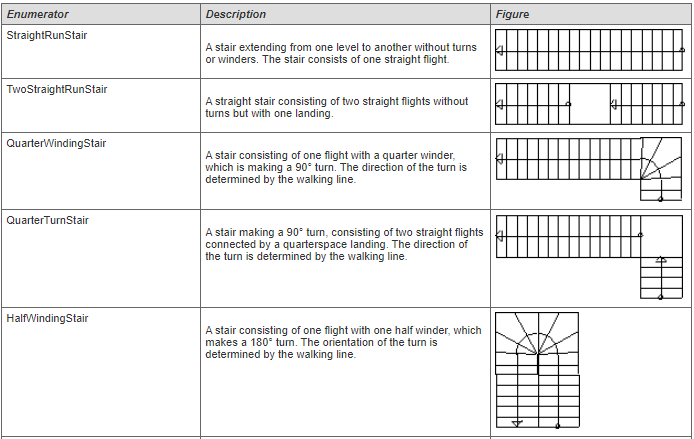 Enumerator Description Figure
StraightRunStair
A stair extending from one level to another without turns
or winders. The stair consists of one straight flight.
TwoStraightRunStair
A straight stair consisting of two straight flights without
turns but with one landing.
QuarterWindingStair
A stair consisting of one flight with a quarter winder,
which is making a 90° turn. The direction of the turn is
determined by the walking line.
QuarterTurnStair
A stair making a 90° turn, consisting of two straight flights
connected by a quarterspace landing. The direction of
the turn is determined by the walking line.
HalfWindingStair
A stair consisting of one flight with one half winder, which
makes a 180° turn. The orientation of the turn is
determined by the walking line.